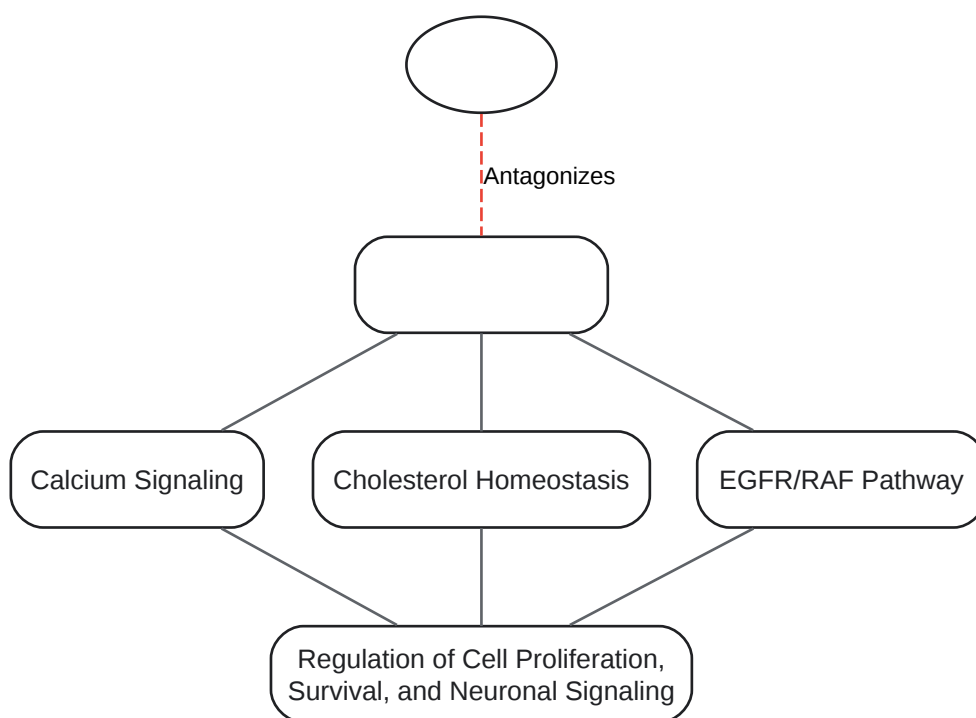 Antagonizes
Calcium Signaling
Cholesterol Homeostasis
EGFR/RAF Pathway
Regulation of Cell Proliferation,
Survival, and Neuronal Signaling